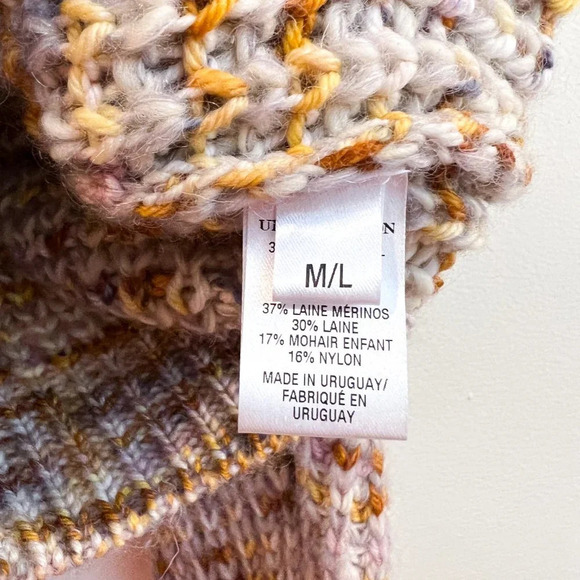 M/L
37% LAINE MÉRINOS
30% LAINE
17% MOHAIR ENFANT
16% NYLON
MADE IN URUGUAY/
FABRIQUÉ EN
URUGUAY